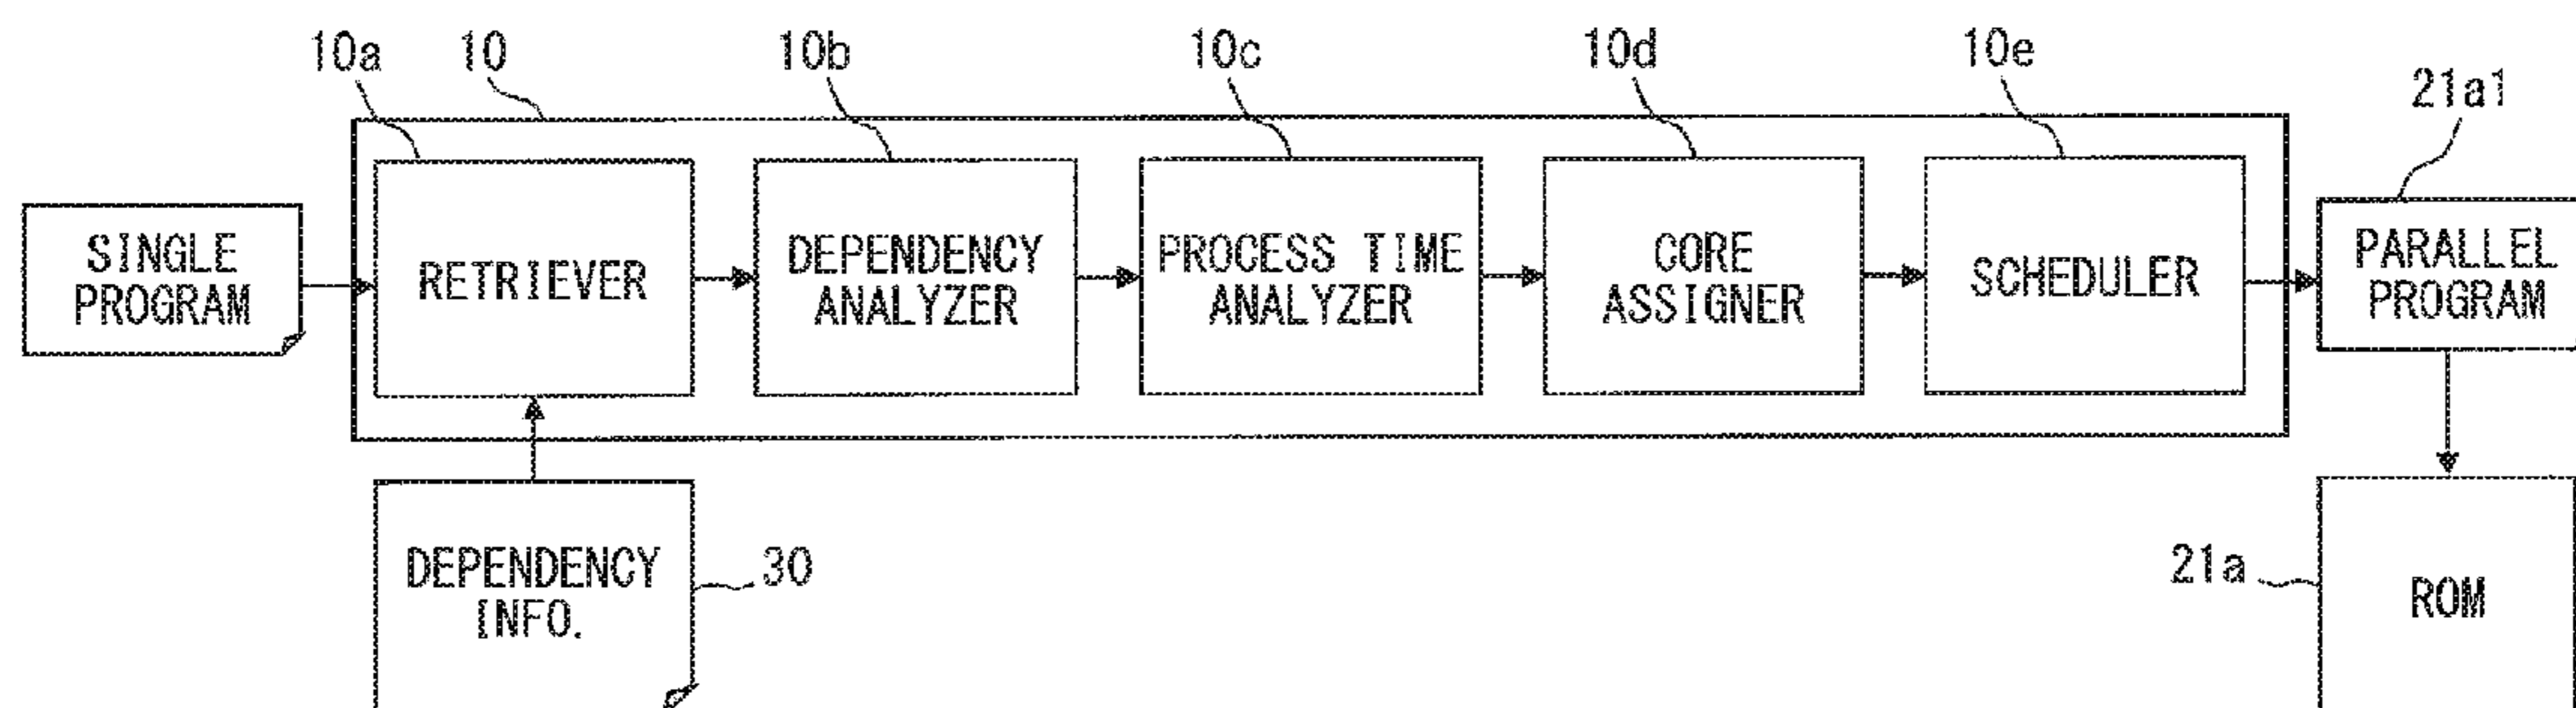 10a
10
10b
10c
10d
10e
21a1
SINGLE
PROGRAM
RETRIEVER
DEPENDENCY
ANALYZER
PROCESS TIME
ANALYZER
CORE
ASSIGNER
SCHEDULER
PARALLEL
PROGRAM
DEPENDENCY
INFO.
30
21a
ROM